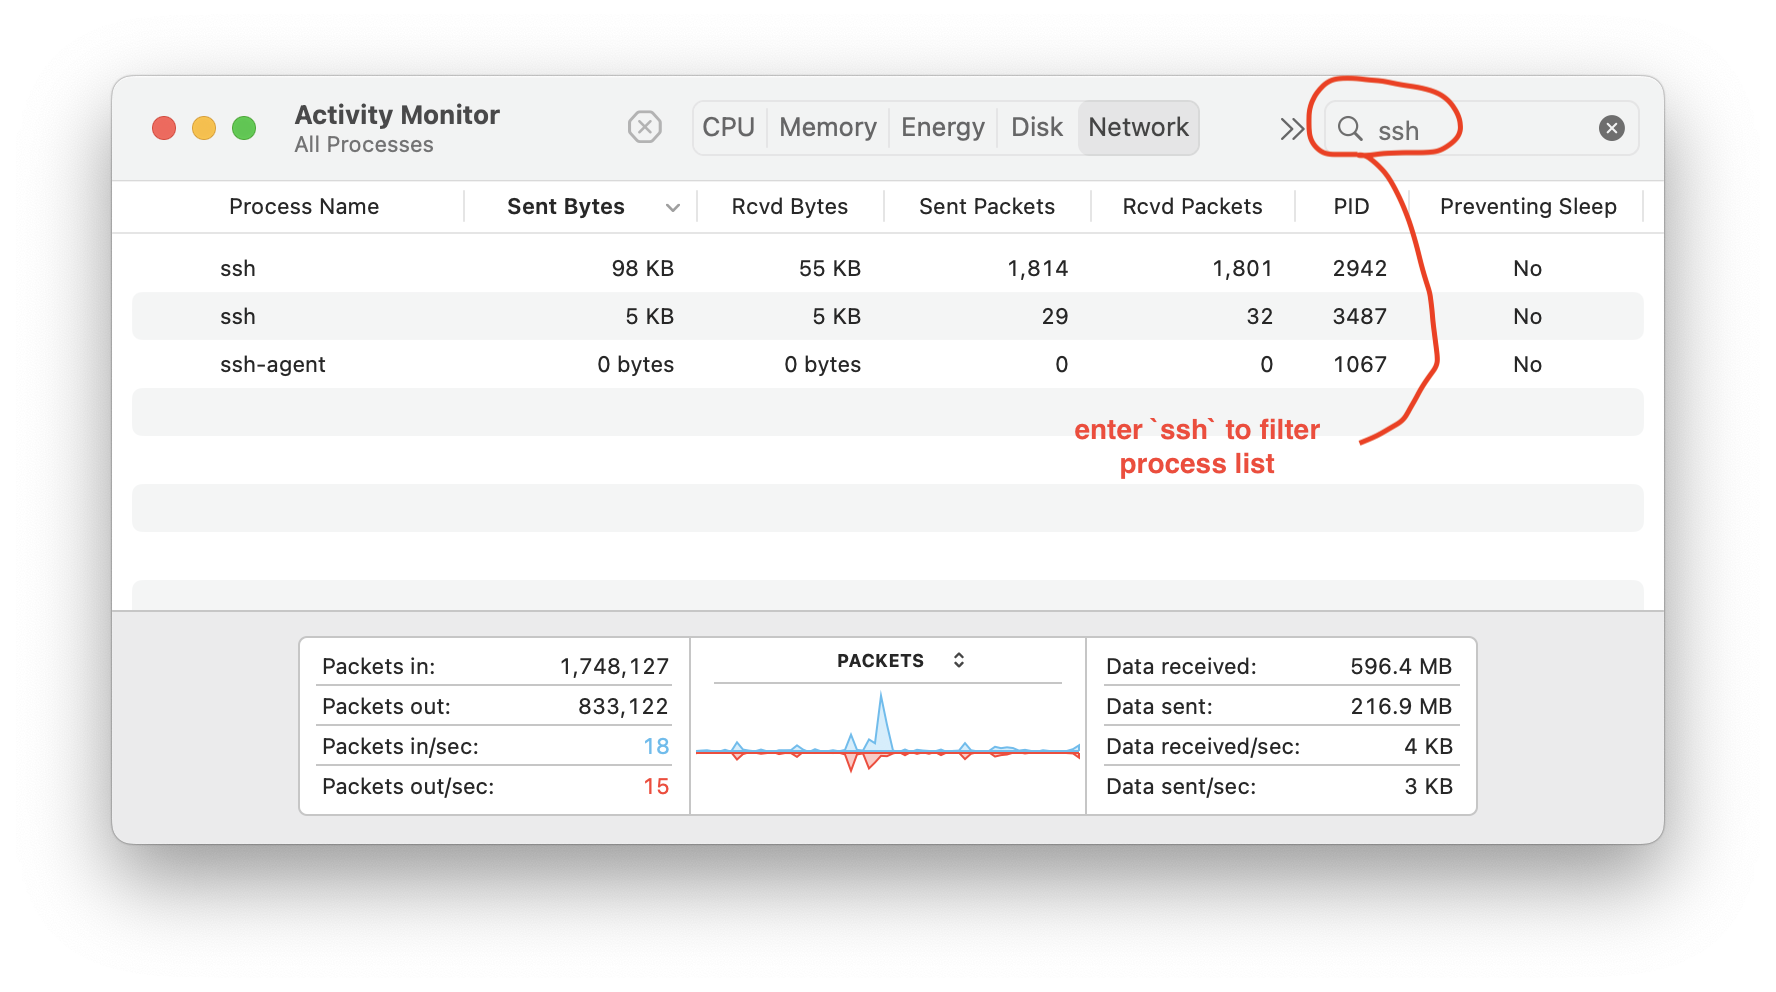 Activity Monitor
All Processes
CPU Memory Energy Disk Network
ssh
Process Name Sent Bytes Rcvd Bytes Sent Packets Rcvd Packets PID Preventing Sleep
ssh 98 KB 55 KB 1,814 1,801 2942 No
ssh 5 KB 5 KB 29 32 3487 No
ssh-agent 0 bytes 0 bytes 0 0 1067 No
enter `ssh` to filter
process list
Packets in: 1,748,127
Packets out: 833,122
Packets in/sec: 18
Packets out/sec: 15
PACKETS
Data received: 596.4 MB
Data sent: 216.9 MB
Data received/sec: 4 KB
Data sent/sec: 3 KB